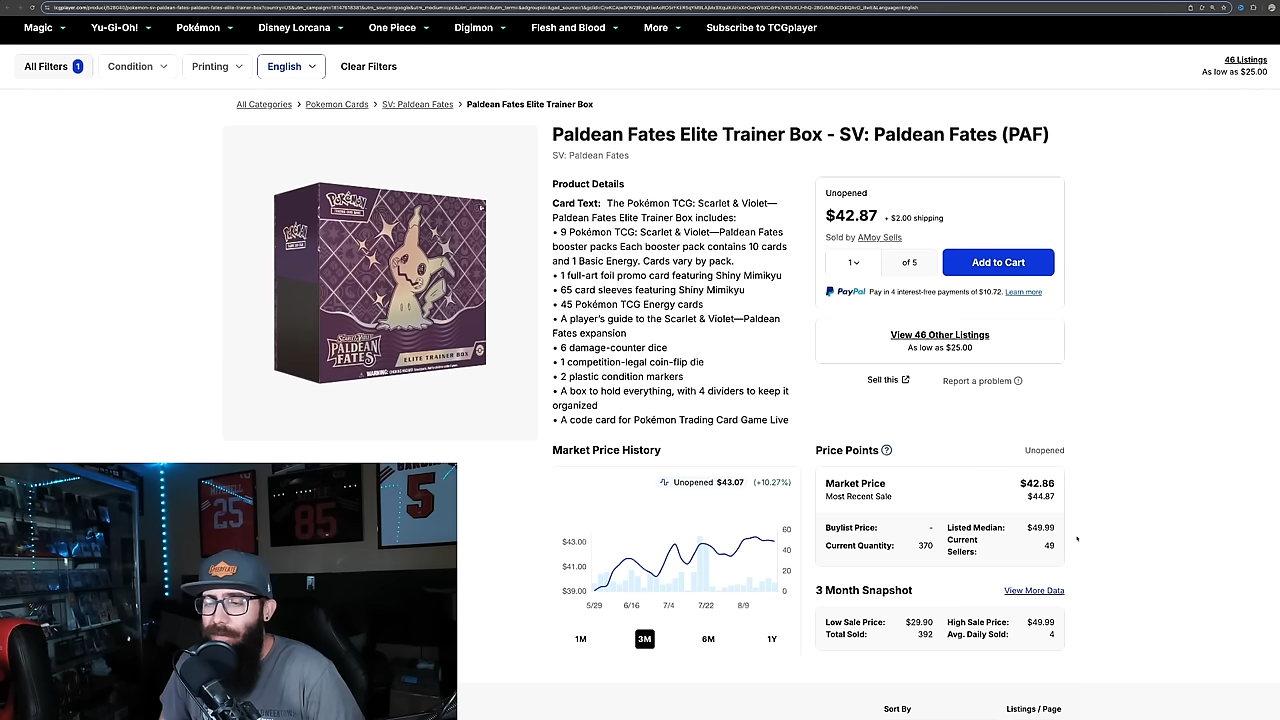 Magic Yu-Gi-Oh! Pokémon Disney Lorcana One Piece Digimon Flesh and Blood More Subscribe to TCGplayer
All Filters 1 Condition Printing English Clear Filters
46 Listings
As low as $25.00
All Categories > Pokemon Cards > SV: Paldean Fates > Paldean Fates Elite Trainer Box
Paldean Fates Elite Trainer Box - SV: Paldean Fates (PAF)
SV: Paldean Fates
Product Details
Card Text: The Pokémon TCG: Scarlet & Violet—
Paldean Fates Elite Trainer Box includes:
• 9 Pokémon TCG: Scarlet & Violet—Paldean Fates
booster packs Each booster pack contains 10 cards
and 1 Basic Energy. Cards vary by pack.
• 1 full-art foil promo card featuring Shiny Mimikyu
• 65 card sleeves featuring Shiny Mimikyu
• 45 Pokémon TCG Energy cards
• A player's guide to the Scarlet & Violet—Paldean
Fates expansion
• 6 damage-counter dice
• 1 competition-legal coin-flip die
• 2 plastic condition markers
• A box to hold everything, with 4 dividers to keep it
organized
• A code card for Pokémon Trading Card Game Live
Unopened
$42.87 + $2.00 shipping
Sold by AMoy Sells
1 of 5 Add to Cart
PayPal Pay in 4 interest-free payments of $10.72. Learn more
View 46 Other Listings
As low as $25.00
Sell this Report a problem
Pokémon
Pokémon
SCARLET & VIOLET
PALDEAN
FATES
ELITE TRAINER BOX
Market Price History
Unopened $43.07 (+10.27%)
$43.00
$41.00
$39.00
60
40
20
0
5/29 6/16 7/4 7/22 8/9
1M 3M 6M 1Y
Price Points Unopened
Market Price $42.86
Most Recent Sale $44.87
Buylist Price: - Listed Median: $49.99
Current Quantity: 370 Current Sellers: 49
3 Month Snapshot View More Data
Low Sale Price: $29.90 High Sale Price: $49.99
Total Sold: 392 Avg. Daily Sold: 4
Sort By Listings / Page
25
85
5